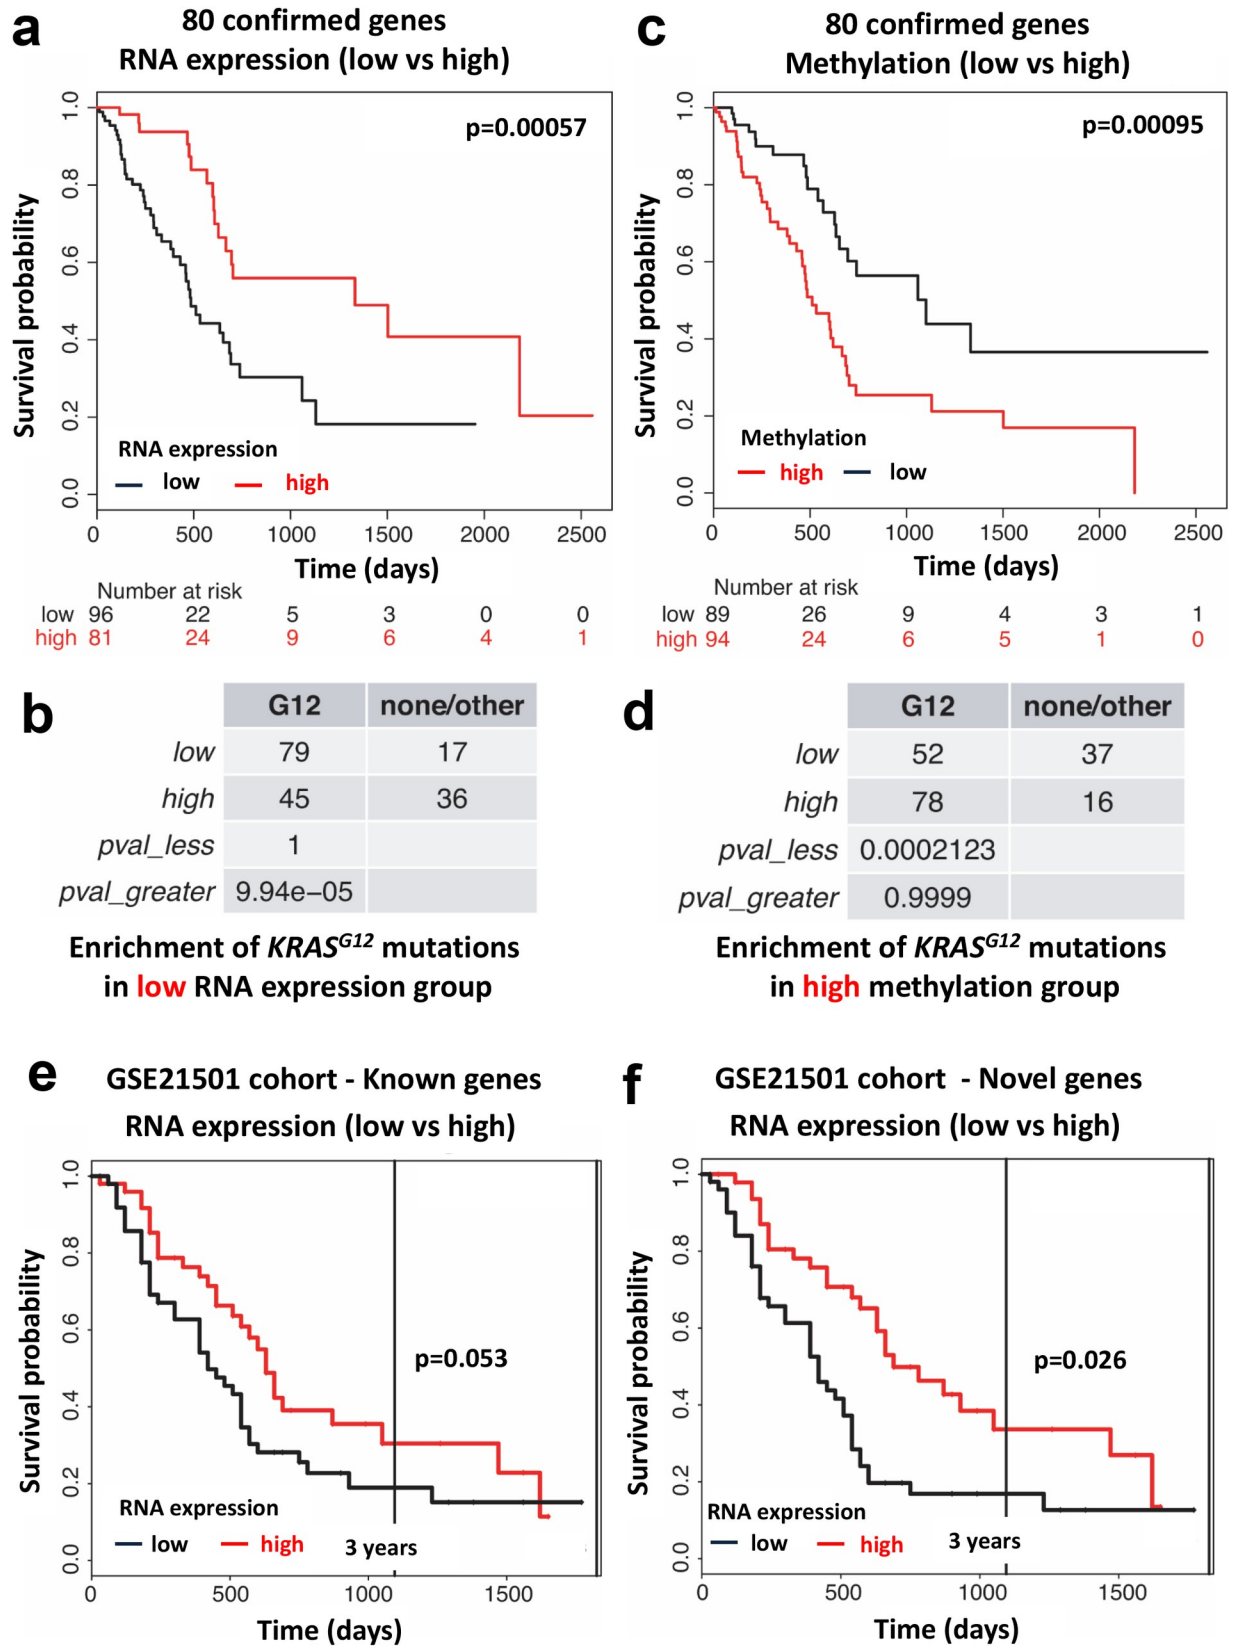 a
80 confirmed genes
RNA expression (low vs high)
p=0.00057
Survival probability
1.0
0.8
0.6
0.4
0.2
0.0
RNA expression
low high
0 500 1000 1500 2000 2500
Time (days)
Number at risk
low 96 22 5 3 0 0
high 81 24 9 6 4 1
c
80 confirmed genes
Methylation (low vs high)
p=0.00095
Survival probability
1.0
0.8
0.6
0.4
0.2
0.0
Methylation
high low
0 500 1000 1500 2000 2500
Time (days)
Number at risk
low 89 26 9 4 3 1
high 94 24 6 5 1 0
b
G12 none/other
low 79 17
high 45 36
pval_less 1
pval_greater 9.94e−05
Enrichment of KRAS^G12 mutations
in low RNA expression group
d
G12 none/other
low 52 37
high 78 16
pval_less 0.0002123
pval_greater 0.9999
Enrichment of KRAS^G12 mutations
in high methylation group
e
GSE21501 cohort - Known genes
RNA expression (low vs high)
p=0.053
Survival probability
1.0
0.8
0.6
0.4
0.2
0.0
RNA expression
low high
3 years
0 500 1000 1500
Time (days)
f
GSE21501 cohort - Novel genes
RNA expression (low vs high)
p=0.026
Survival probability
1.0
0.8
0.6
0.4
0.2
0.0
RNA expression
low high
3 years
0 500 1000 1500
Time (days)